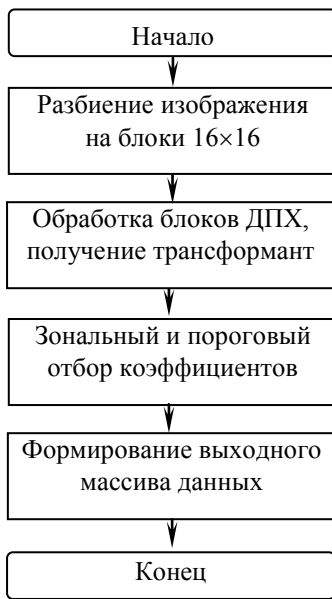 Начало
Разбиение изображения
на блоки 16×16
Обработка блоков ДПХ,
получение трансформант
Зональный и пороговый
отбор коэффициентов
Формирование выходного
массива данных
Конец